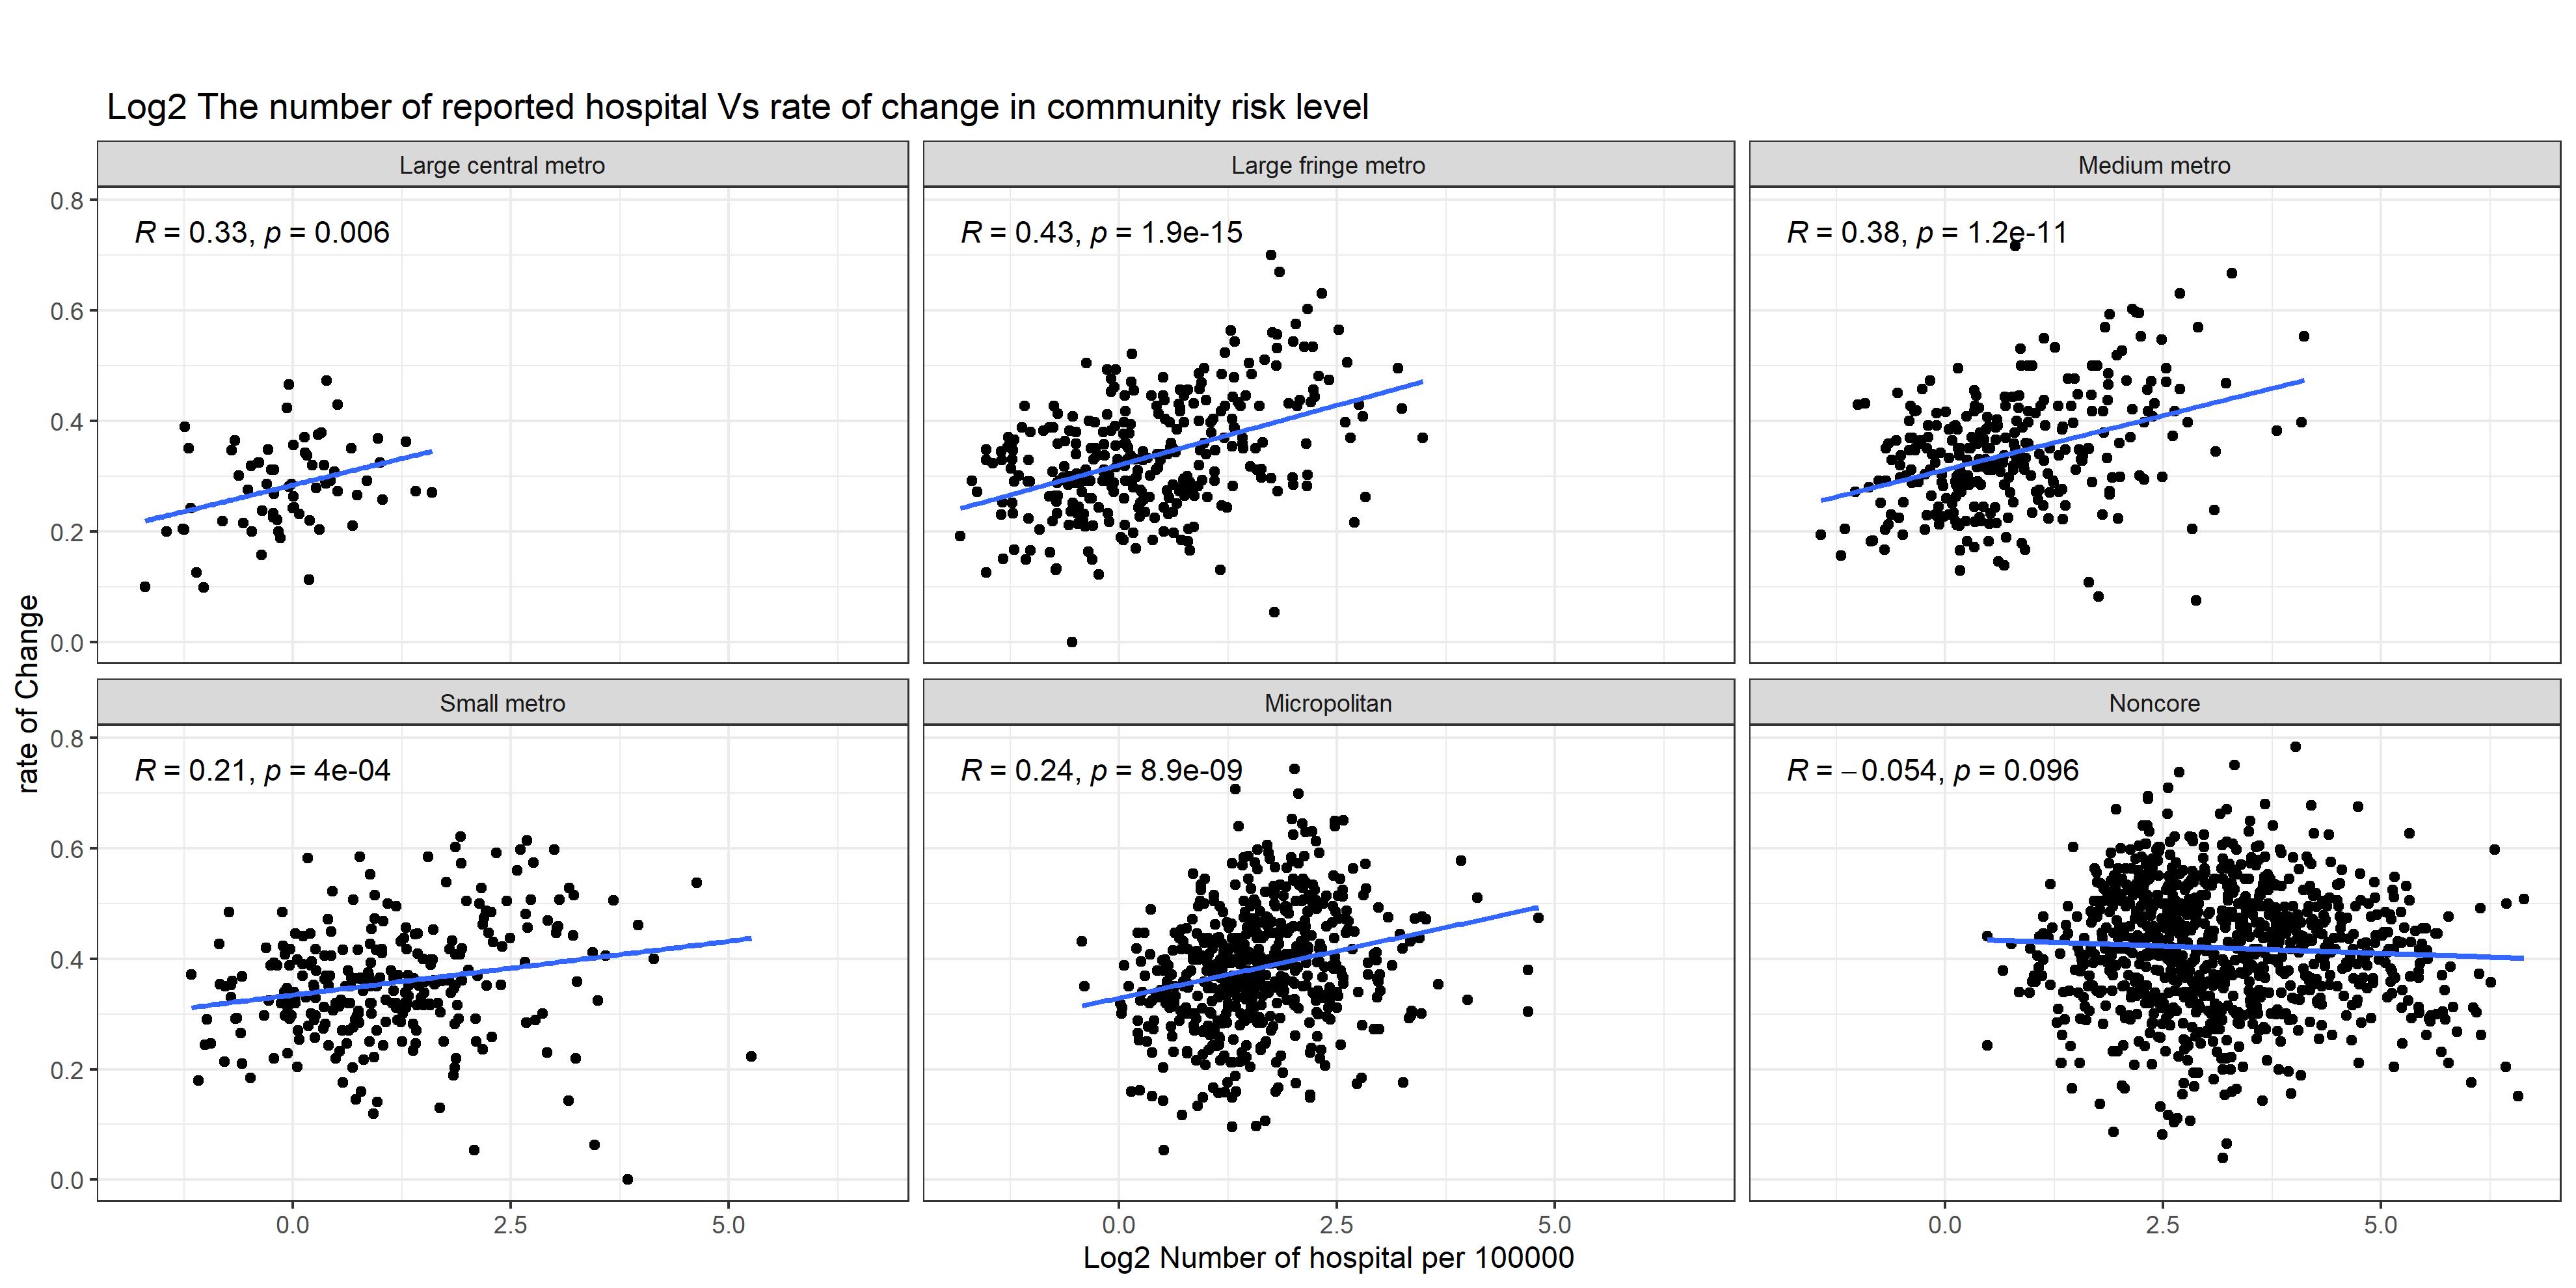 Log2 The number of reported hospital Vs rate of change in community risk level
Large central metro
Large fringe metro
Medium metro
R = 0.33, p = 0.006
R = 0.43, p = 1.9e-15
R = 0.38, p = 1.2e-11
0.8
0.6
0.4
0.2
0.0
rate of Change
Small metro
Micropolitan
Noncore
R = 0.21, p = 4e-04
R = 0.24, p = 8.9e-09
R = −0.054, p = 0.096
0.8
0.6
0.4
0.2
0.0
0.0 2.5 5.0
0.0 2.5 5.0
0.0 2.5 5.0
Log2 Number of hospital per 100000